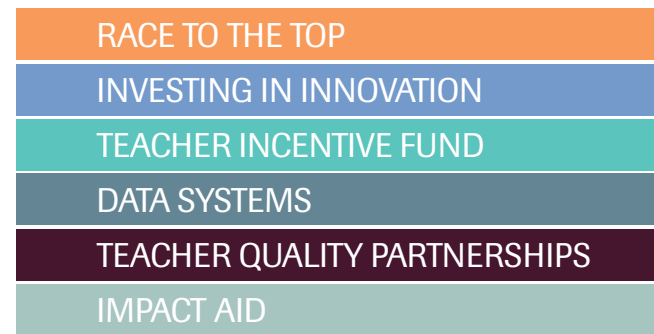 RACE TO THE TOP
INVESTING IN INNOVATION
TEACHER INCENTIVE FUND
DATA SYSTEMS
TEACHER QUALITY PARTNERSHIPS
IMPACT AID